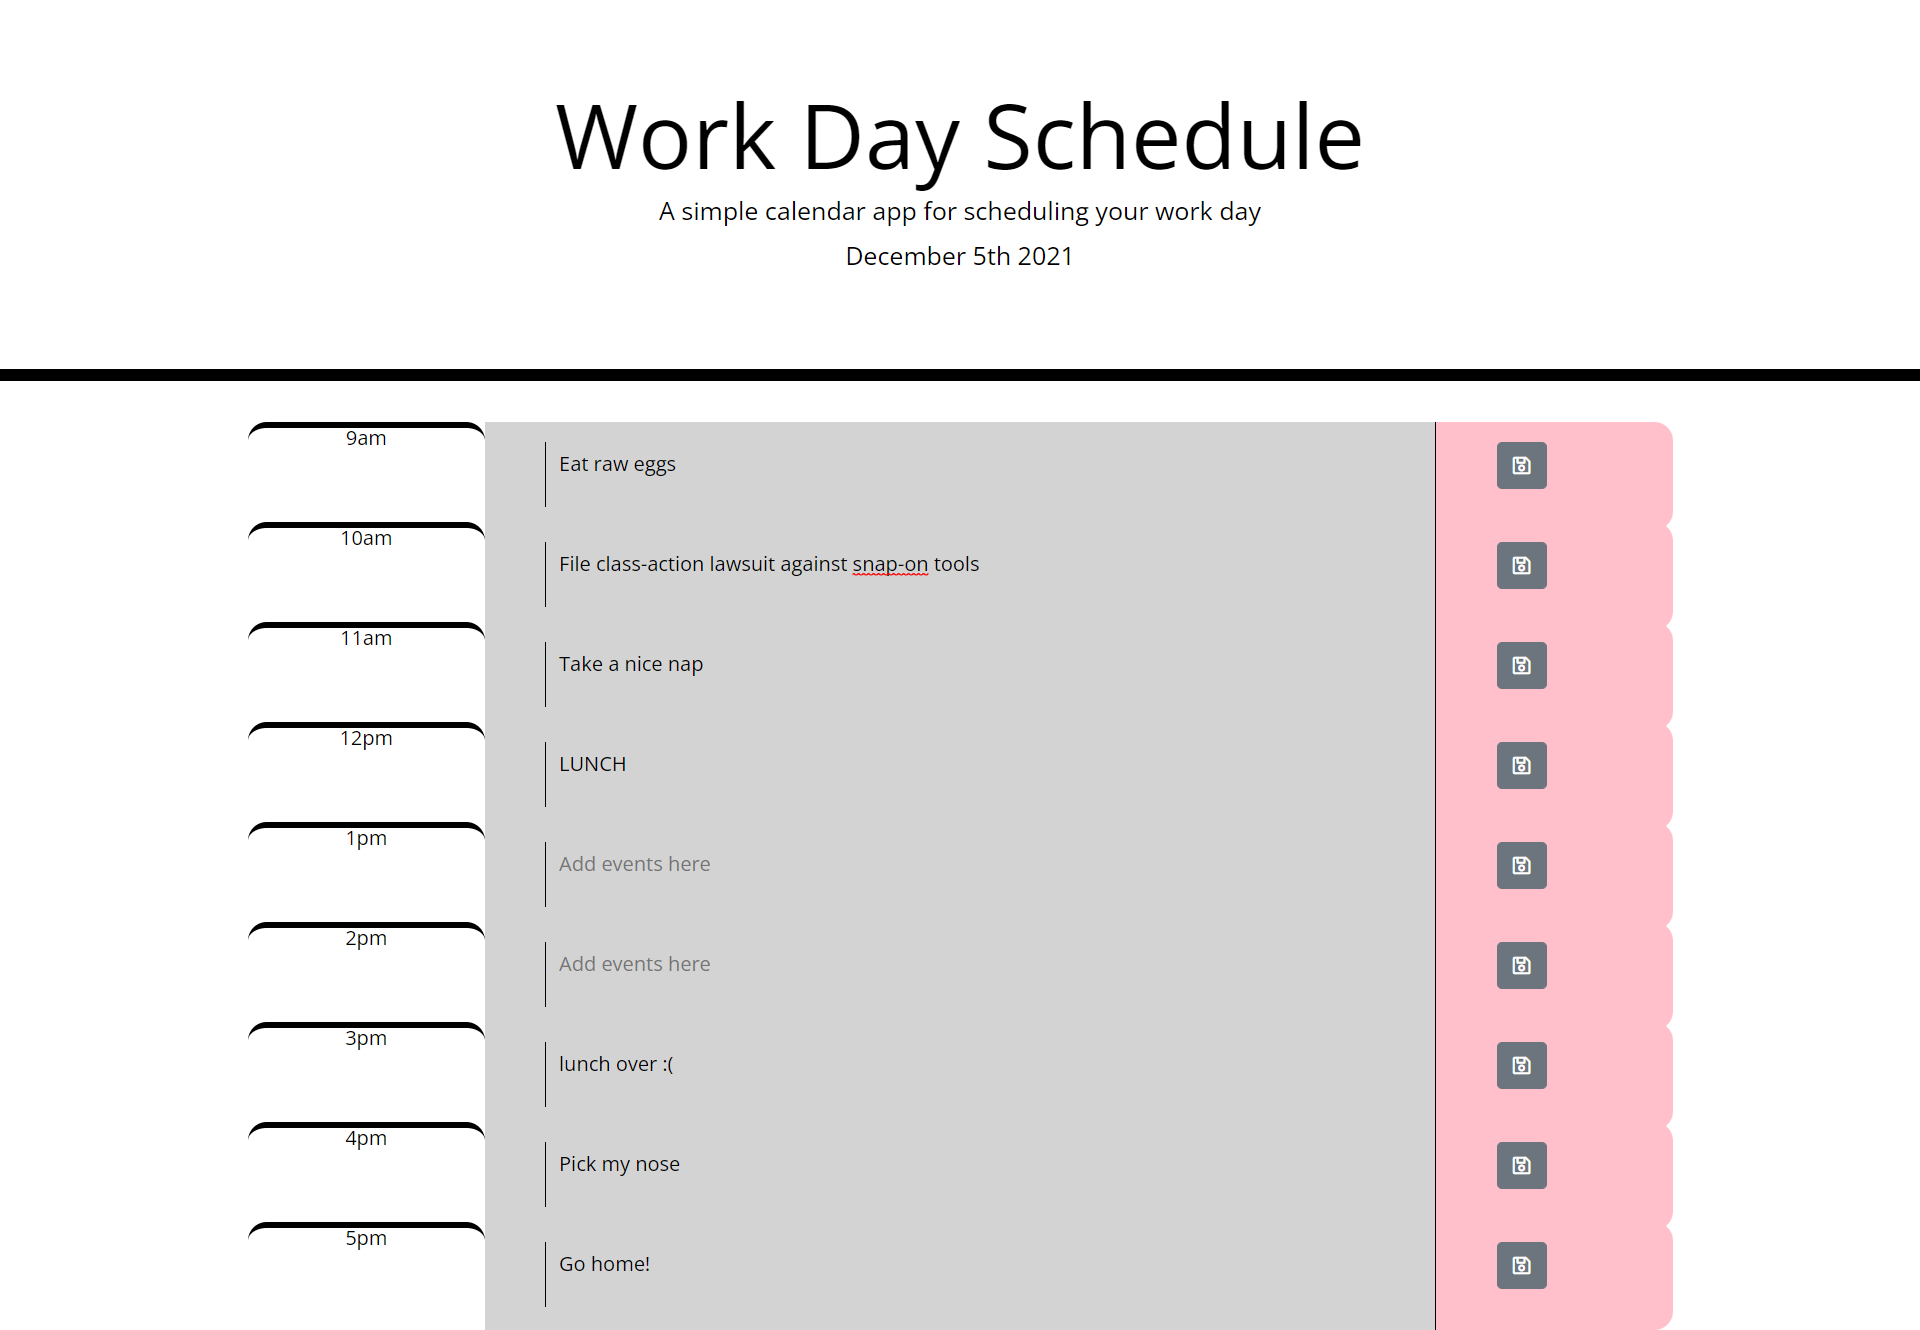 Work Day Schedule
A simple calendar app for scheduling your work day
December 5th 2021
9am
Eat raw eggs
10am
File class-action lawsuit against snap-on tools
11am
Take a nice nap
12pm
LUNCH
1pm
Add events here
2pm
Add events here
3pm
lunch over :(
4pm
Pick my nose
5pm
Go home!